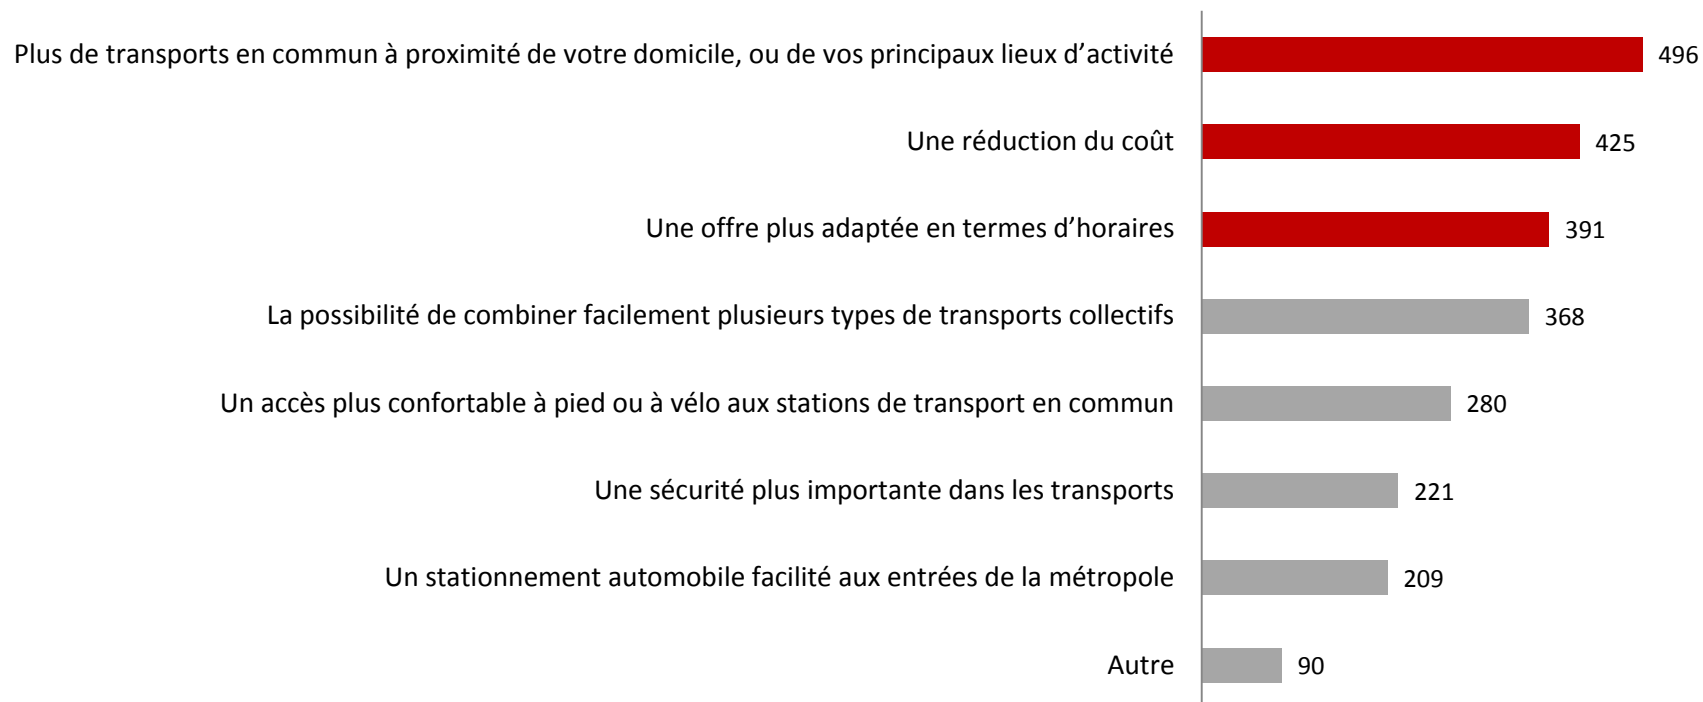 Plus de transports en commun à proximité de votre domicile, ou de vos principaux lieux d’activité 496
Une réduction du coût 425
Une offre plus adaptée en termes d’horaires 391
La possibilité de combiner facilement plusieurs types de transports collectifs 368
Un accès plus confortable à pied ou à vélo aux stations de transport en commun 280
Une sécurité plus importante dans les transports 221
Un stationnement automobile facilité aux entrées de la métropole 209
Autre 90